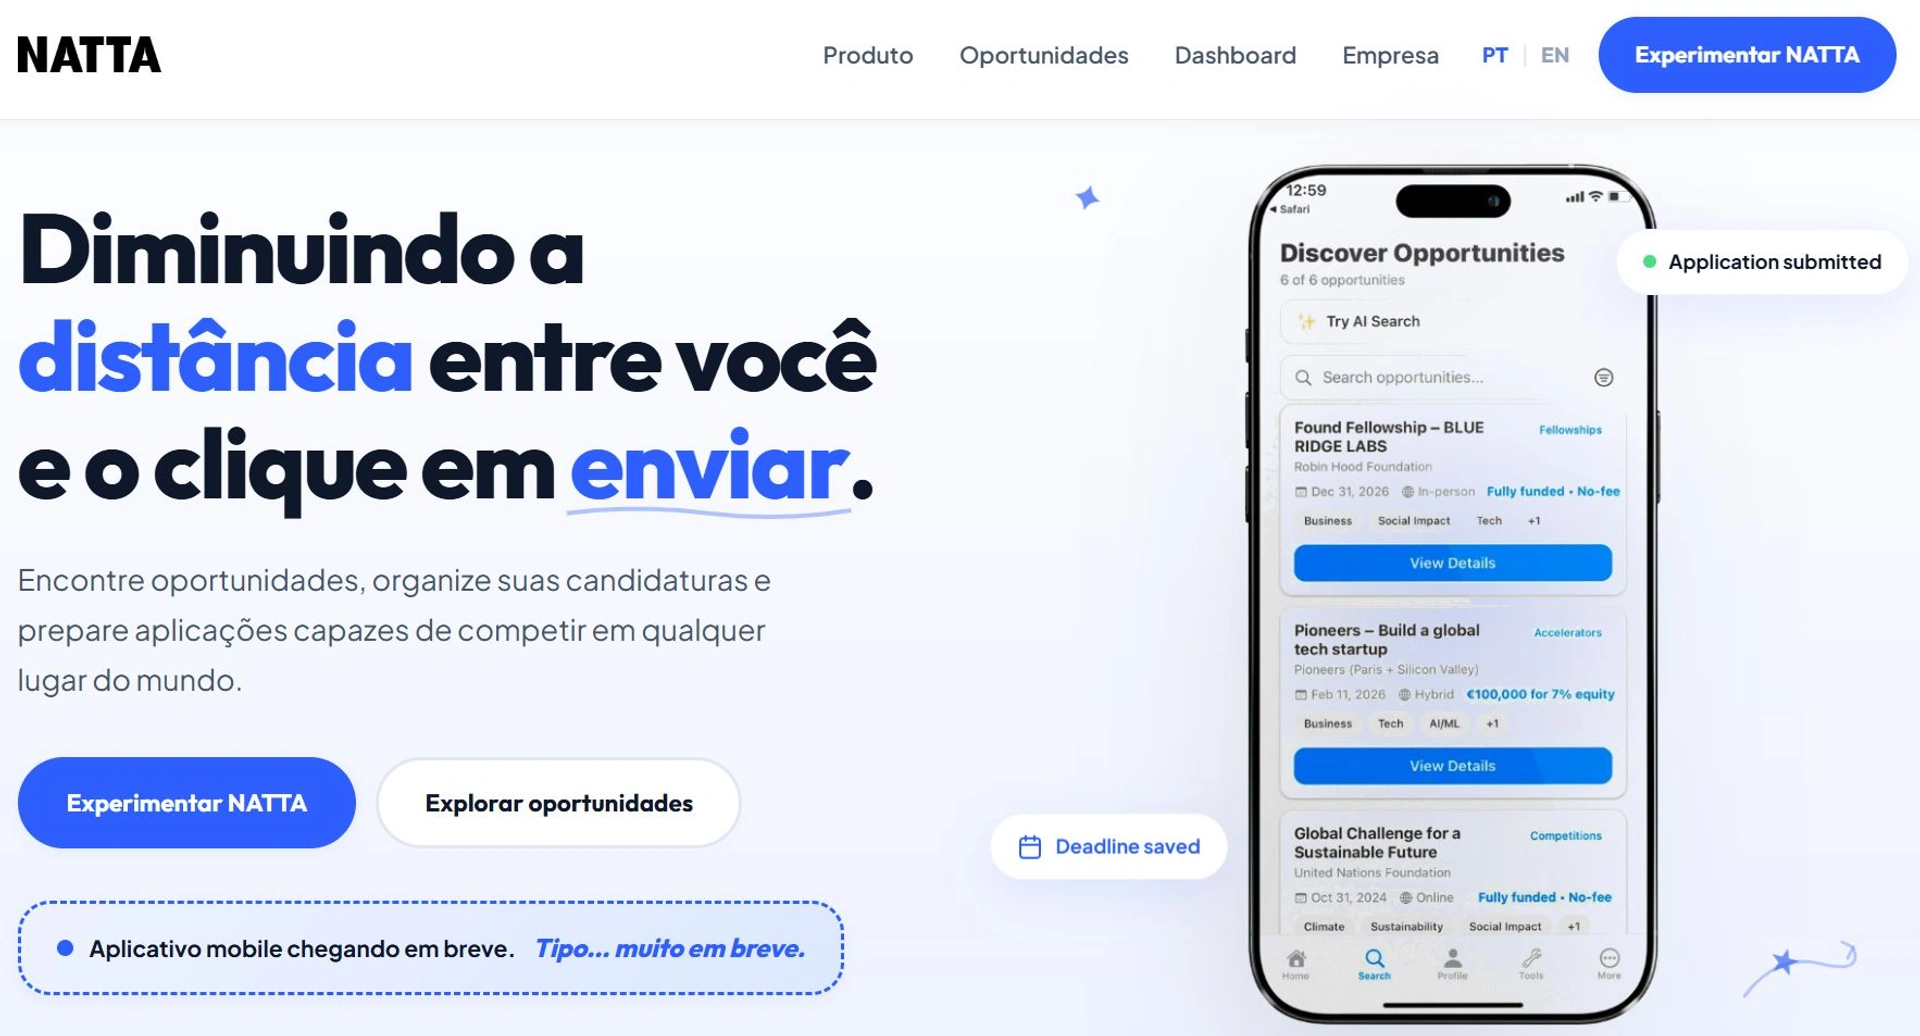 NATTA
Produto Oportunidades Dashboard Empresa PT EN Experimentar NATTA
Diminuindo a
distância entre você
e o clique em enviar.
Encontre oportunidades, organize suas candidaturas e
prepare aplicações capazes de competir em qualquer
lugar do mundo.
Experimentar NATTA Explorar oportunidades
Aplicativo mobile chegando em breve. Tipo... muito em breve.
12:59
Safari
Discover Opportunities
6 of 6 opportunities
Application submitted
Try AI Search
Search opportunities...
Found Fellowship – BLUE
RIDGE LABS
Fellowships
Robin Hood Foundation
Dec 31, 2026 In-person Fully funded • No-fee
Business Social Impact Tech +1
View Details
Pioneers – Build a global
tech startup
Accelerators
Pioneers (Paris + Silicon Valley)
Feb 11, 2026 Hybrid €100,000 for 7% equity
Business Tech AI/ML +1
View Details
Deadline saved
Global Challenge for a
Sustainable Future
Competitions
United Nations Foundation
Oct 31, 2024 Online Fully funded • No-fee
Climate Sustainability Social Impact +1
Home Search Profile Tools More